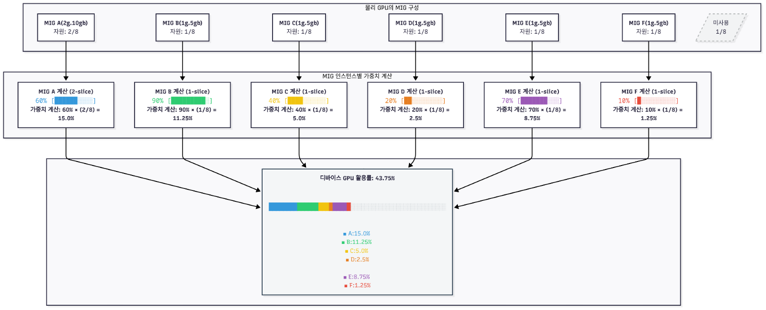 물리 GPU의 MIG 구성
MIG A(2g.10gb)
자원: 2/8
MIG B(1g.5gb)
자원: 1/8
MIG C(1g.5gb)
자원: 1/8
MIG D(1g.5gb)
자원: 1/8
MIG E(1g.5gb)
자원: 1/8
MIG F(1g.5gb)
자원: 1/8
미사용
1/8
MIG 인스턴스별 가중치 계산
MIG A 계산 (2-slice)
60% [ ]
가중치 계산: 60% × (2/8) =
15.0%
MIG B 계산 (1-slice)
90% [ ]
가중치 계산: 90% × (1/8) =
11.25%
MIG C 계산 (1-slice)
40% [ ]
가중치 계산: 40% × (1/8) =
5.0%
MIG D 계산 (1-slice)
20% [ ]
가중치 계산: 20% × (1/8) =
2.5%
MIG E 계산 (1-slice)
70% [ ]
가중치 계산: 70% × (1/8) =
8.75%
MIG F 계산 (1-slice)
10% [ ]
가중치 계산: 10% × (1/8) =
1.25%
디바이스 GPU 활용률: 43.75%
A:15.0%
B:11.25%
C:5.0%
D:2.5%
E:8.75%
F:1.25%